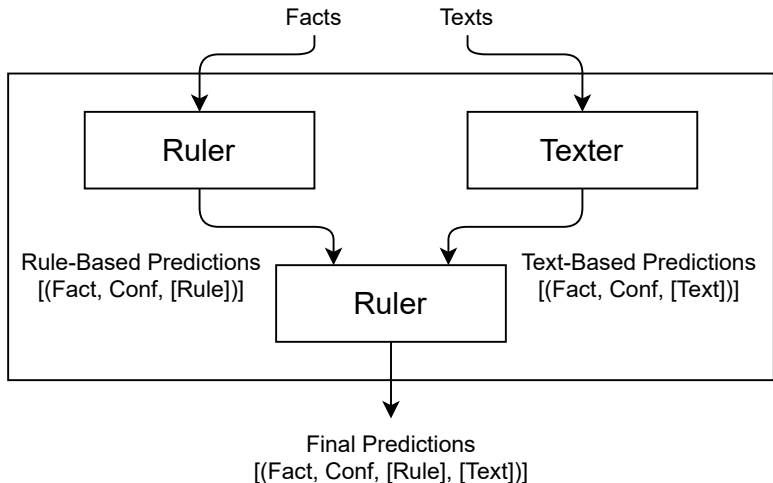 Facts
Texts
Ruler
Texter
Rule-Based Predictions
[(Fact, Conf, [Rule])]
Text-Based Predictions
[(Fact, Conf, [Text])]
Ruler
Final Predictions
[(Fact, Conf, [Rule], [Text])]